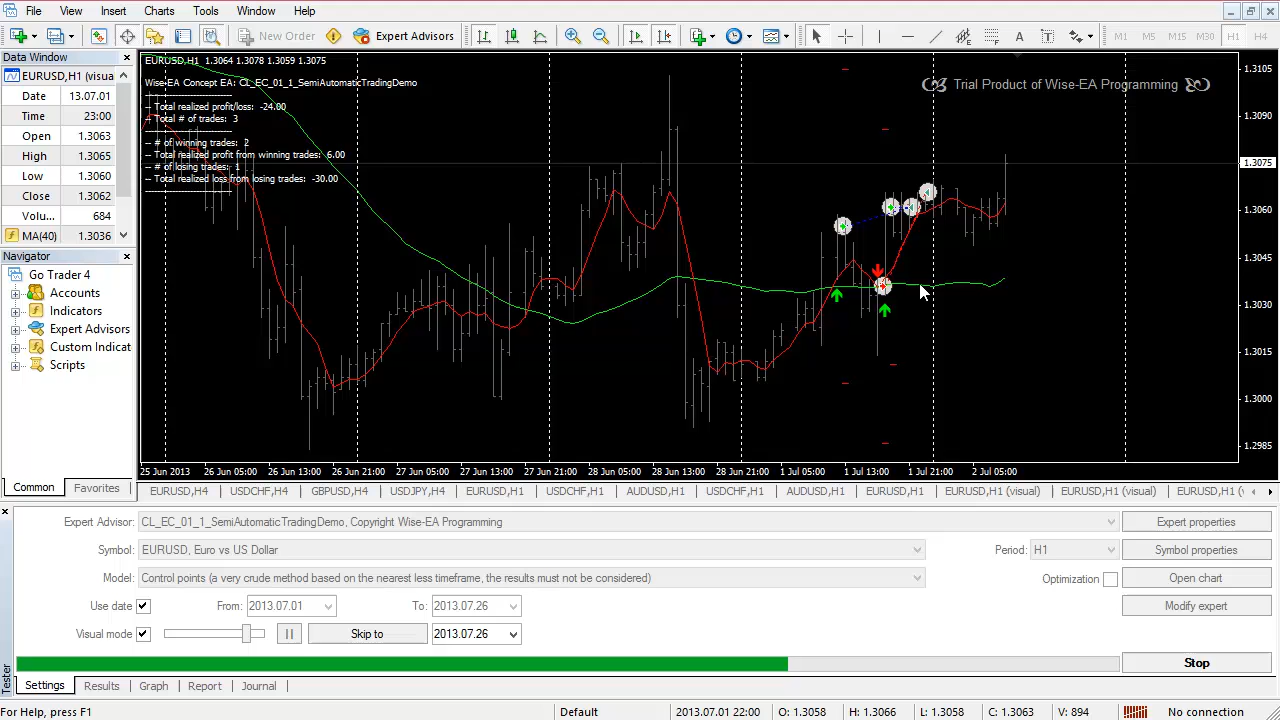 File View Insert Charts Tools Window Help
New Order Expert Advisors A T M1 M5 M15 M30 H1 H4
Data Window
EURUSD,H1 (visua
Date 13.07.01
Time 23:00
Open 1.3063
High 1.3065
Low 1.3060
Close 1.3062
Volu... 684
MA(40) 1.3036
Navigator
Go Trader 4
Accounts
Indicators
Expert Advisors
Custom Indicat
Scripts
Common Favorites
EURUSD,H1 1.3064 1.3078 1.3059 1.3075
Wise-EA Concept EA: CL_EC_01_1_SemiAutomaticTradingDemo
-- Total realized profit/loss: -24.00
-- Total # of trades: 3
-- # of winning trades: 2
-- Total realized profit from winning trades: 6.00
-- # of losing trades: 1
-- Total realized loss from losing trades: -30.00
Trial Product of Wise-EA Programming
1.3105
1.3090
1.3075
1.3060
1.3045
1.3030
1.3015
1.3000
1.2985
25 Jun 2013 26 Jun 05:00 26 Jun 13:00 26 Jun 21:00 27 Jun 05:00 27 Jun 13:00 27 Jun 21:00 28 Jun 05:00 28 Jun 13:00 28 Jun 21:00 1 Jul 05:00 1 Jul 13:00 1 Jul 21:00 2 Jul 05:00
EURUSD,H4 USDCHF,H4 GBPUSD,H4 USDJPY,H4 EURUSD,H1 USDCHF,H1 AUDUSD,H1 USDCHF,H1 AUDUSD,H1 EURUSD,H1 EURUSD,H1 (visual) EURUSD,H1 (visual) EURUSD,H1 (\
Expert Advisor: CL_EC_01_1_SemiAutomaticTradingDemo, Copyright Wise-EA Programming Expert properties
Symbol: EURUSD, Euro vs US Dollar Period: H1 Symbol properties
Model: Control points (a very crude method based on the nearest less timeframe, the results must not be considered) Optimization Open chart
Use date From: 2013.07.01 To: 2013.07.26 Modify expert
Visual mode Skip to 2013.07.26
Stop
Tester
Settings Results Graph Report Journal
For Help, press F1 Default 2013.07.01 22:00 O: 1.3058 H: 1.3066 L: 1.3058 C: 1.3063 V: 894 No connection